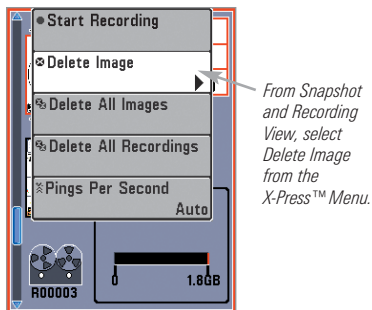 Start Recording
Delete Image
Delete All Images
Delete All Recordings
Pings Per Second
Auto
R00003
0
1.8GB
From Snapshot
and Recording
View, select
Delete Image
from the
X-Press™ Menu.